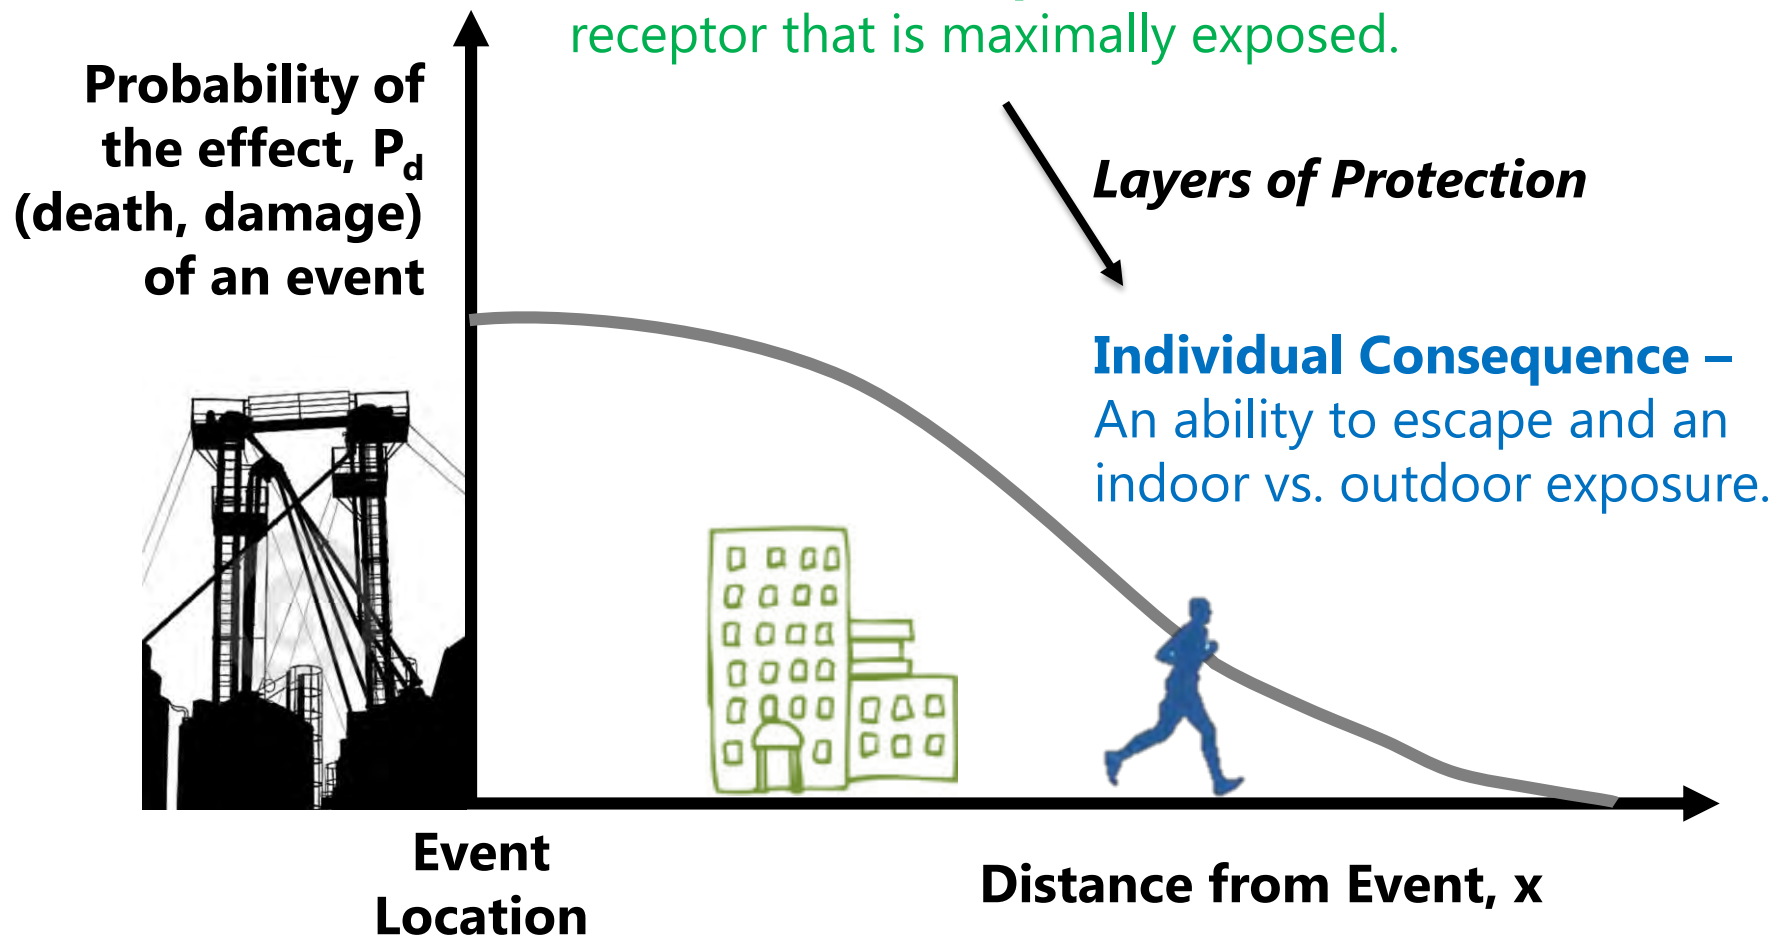 receptor that is maximally exposed.
Probability of
the effect, Pd
(death, damage)
of an event
Layers of Protection
Individual Consequence –
An ability to escape and an
indoor vs. outdoor exposure.
Event
Location
Distance from Event, x